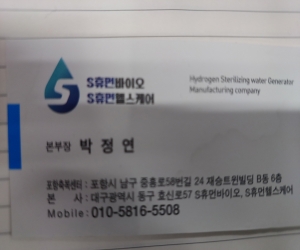 S휴먼바이오
S휴먼헬스케어
Hydrogen Sterilizing water Generator
Manufacturing company
본부장 박정연
포항축복센터 : 포항시 남구 중흥로58번길 24 재승트윈빌딩 B동 6층
본 사 : 대구광역시 동구 호신로57 S휴먼바이오, S휴먼헬스케어
Mobile : 010-5816-5508